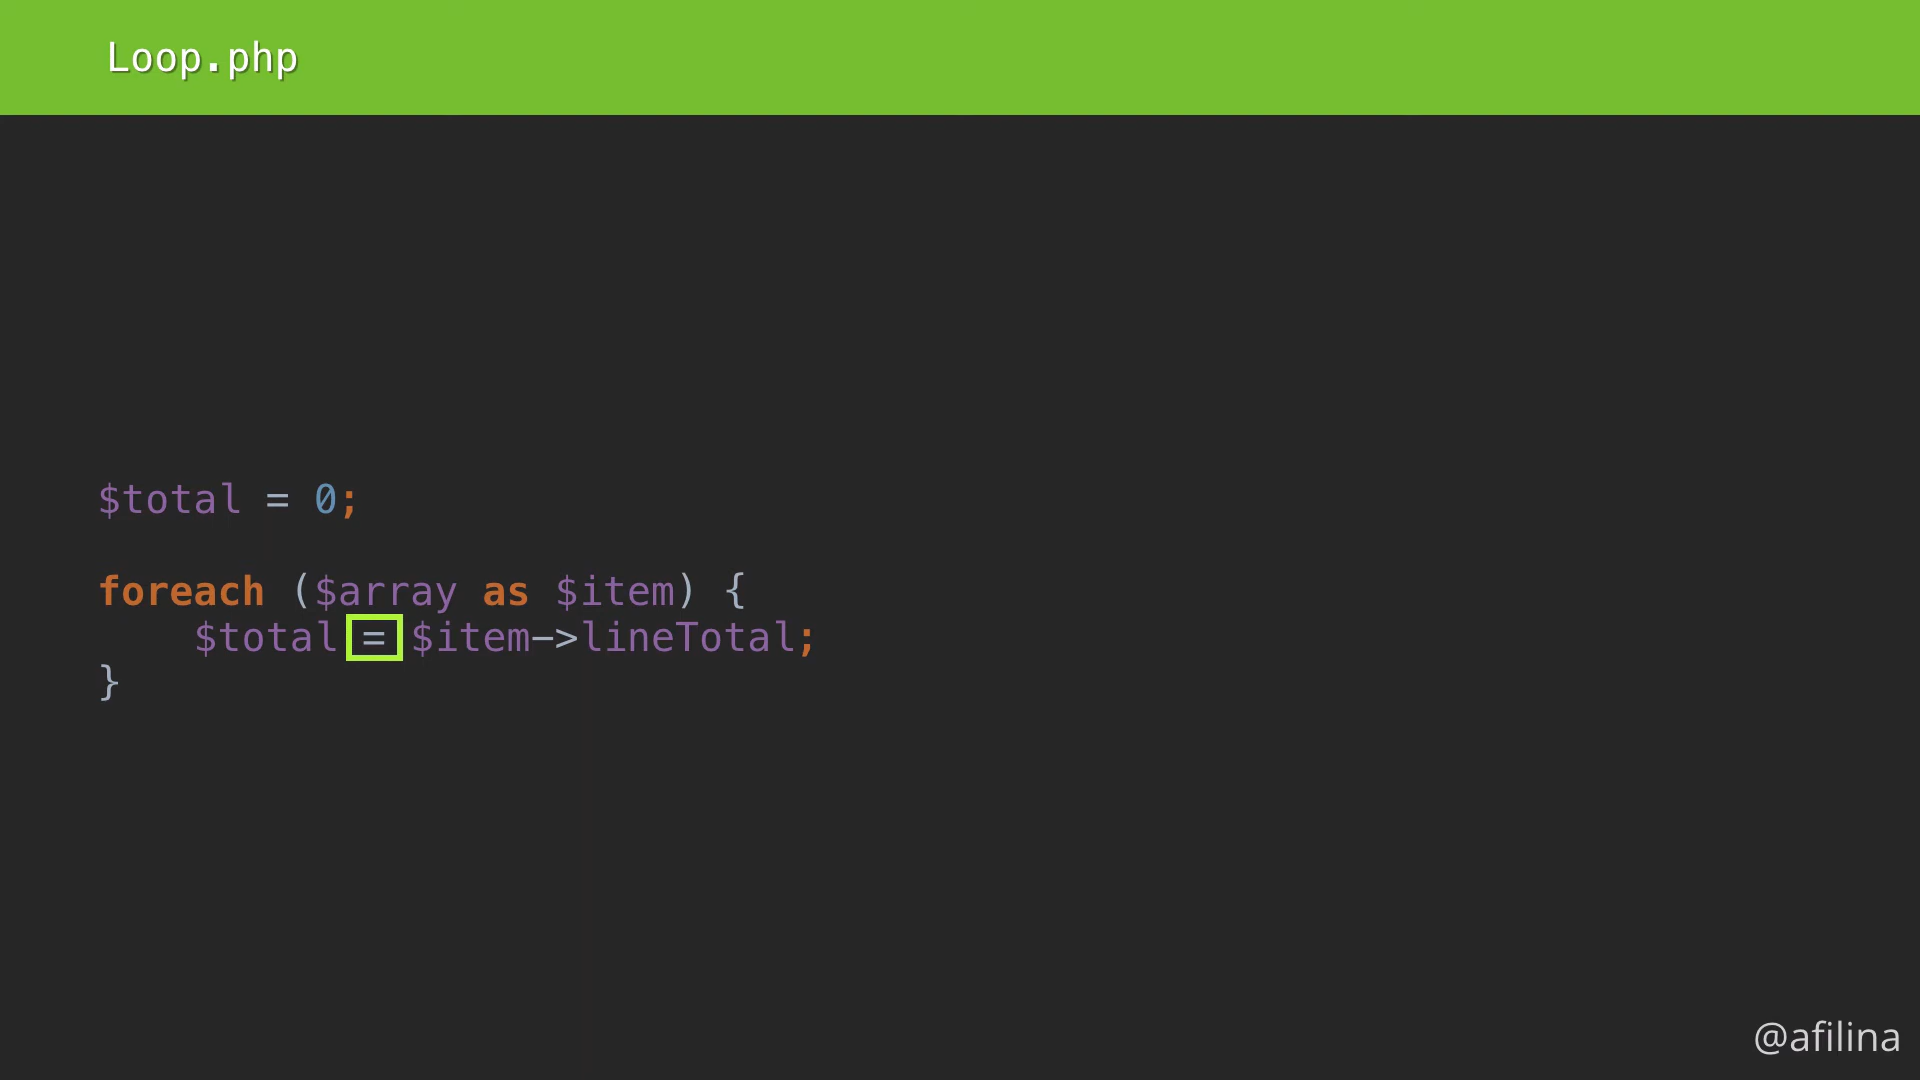 Loop.php
$total = 0;
foreach ($array as $item) {
    $total = $item->lineTotal;
}
@afilina